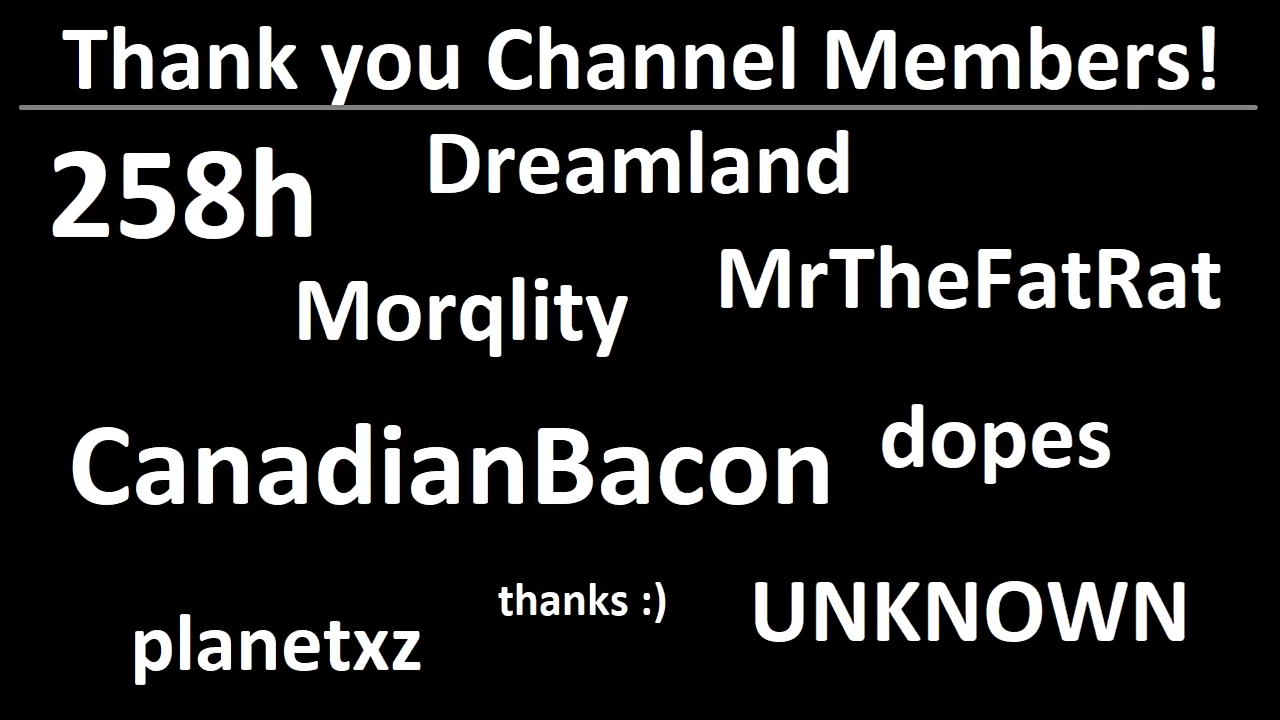 Thank you Channel Members!
258h
Dreamland
Morqlity
MrTheFatRat
CanadianBacon
dopes
planetxz
thanks :)
UNKNOWN